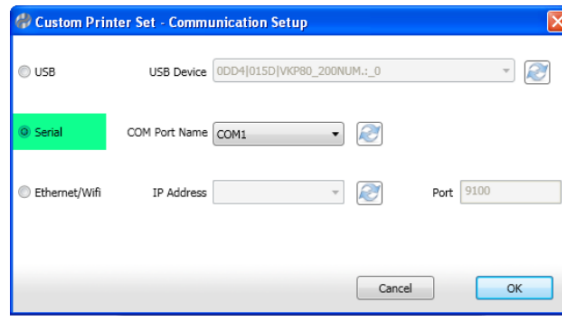 Custom Printer Set - Communication Setup
USB USB Device 0DD4|015D|VKP80_200NUM.:_0
Serial COM Port Name COM1
Ethernet/Wifi IP Address Port 9100
Cancel OK